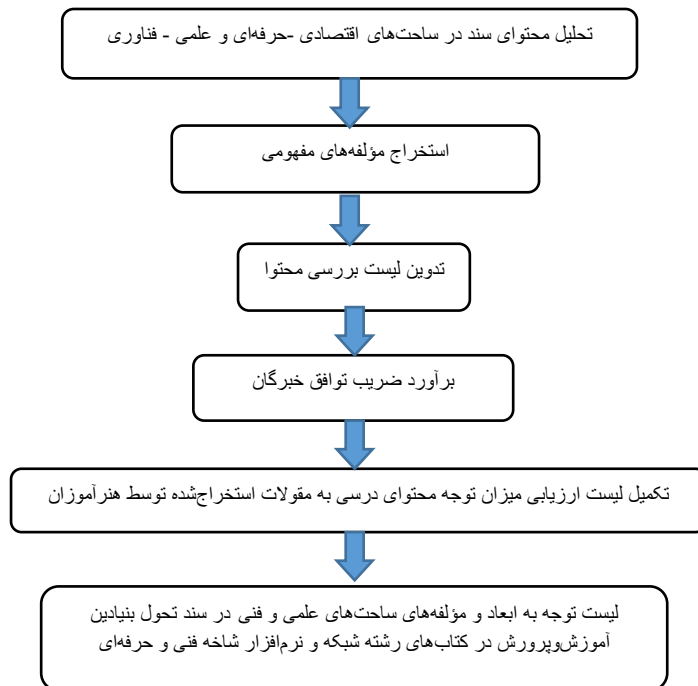 تحلیل محتوای سند در ساحت‌های اقتصادی -حرفه‌ای و علمی - فناوری
استخراج مؤلفه‌های مفهومی
تدوین لیست بررسی محتوا
برآورد ضریب توافق خبرگان
تکمیل لیست ارزیابی میزان توجه محتوای درسی به مقولات استخراج‌شده توسط هنرآموزان
لیست توجه به ابعاد و مؤلفه‌های ساحت‌های علمی و فنی در سند تحول بنیادین
آموزش‌وپرورش در کتاب‌های رشته شبکه و نرم‌افزار شاخه فنی و حرفه‌ای